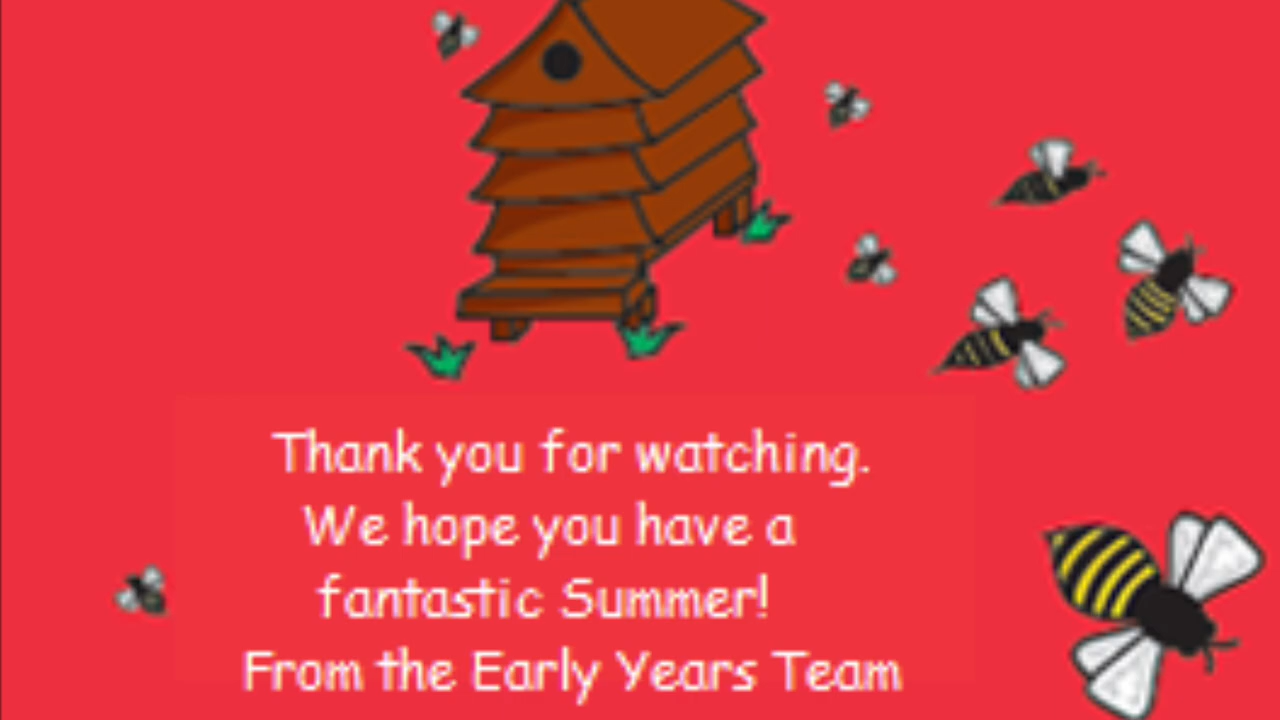 Thank you for watching.
We hope you have a
fantastic Summer!
From the Early Years Team